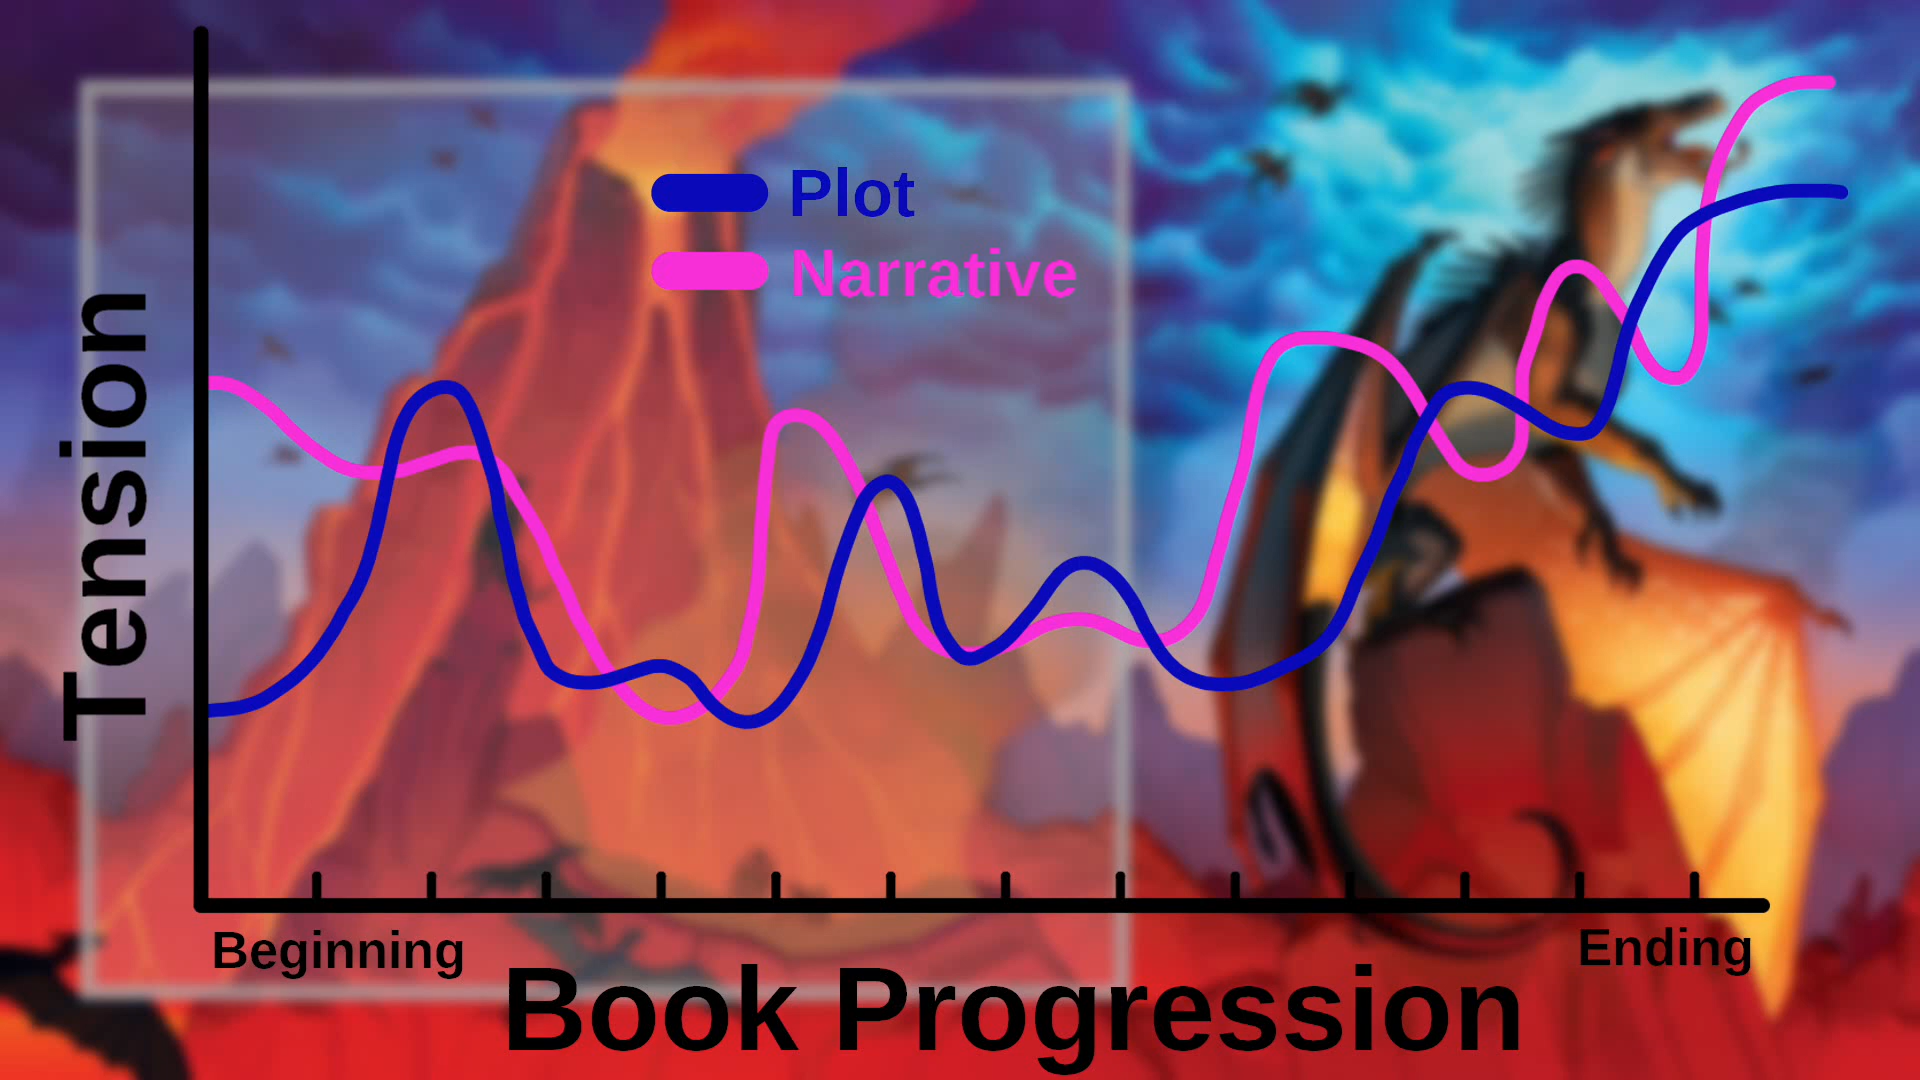 Plot
Narrative
Tension
Beginning
Ending
Book Progression